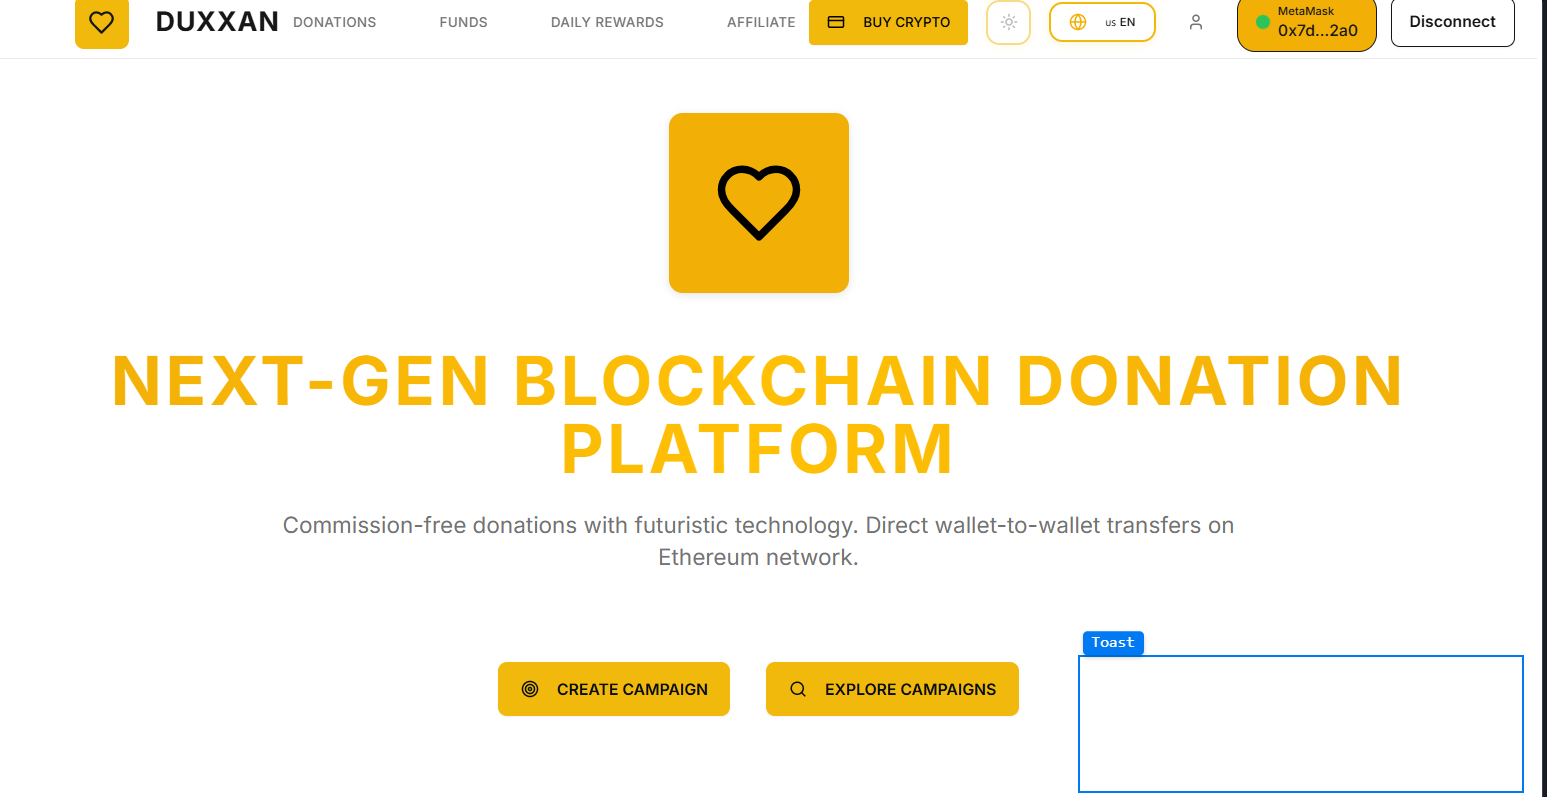 DUXXAN
DONATIONS
FUNDS
DAILY REWARDS
AFFILIATE
BUY CRYPTO
US EN
MetaMask
0x7d...2a0
Disconnect
NEXT-GEN BLOCKCHAIN DONATION
PLATFORM
Commission-free donations with futuristic technology. Direct wallet-to-wallet transfers on
Ethereum network.
Toast
CREATE CAMPAIGN
EXPLORE CAMPAIGNS